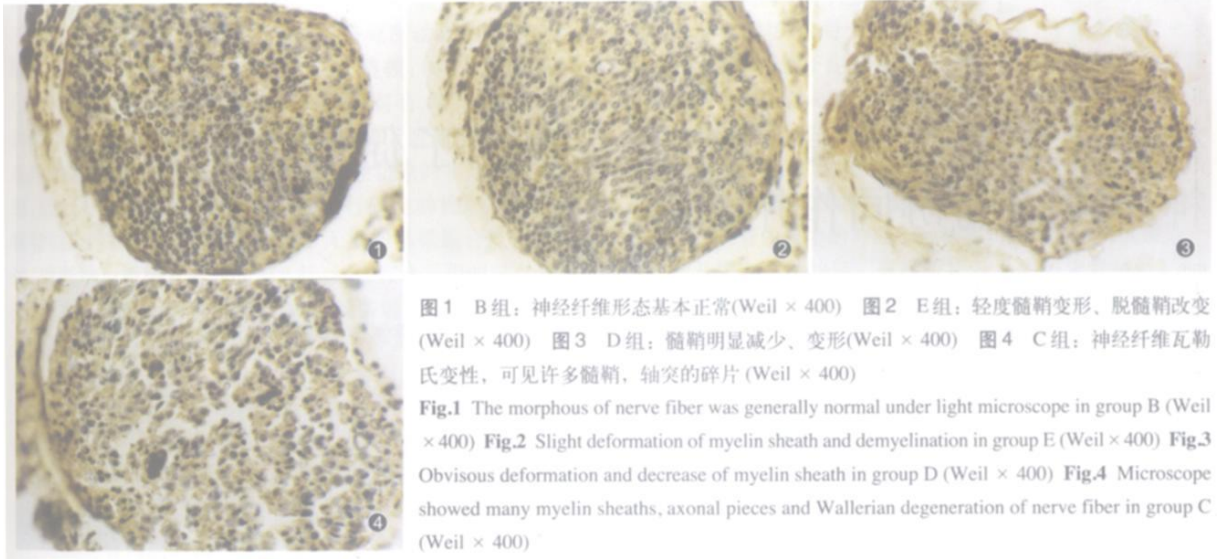 1
2
3
4
图1 B组：神经纤维形态基本正常(Weil × 400) 图2 E组：轻度髓鞘变形、脱髓鞘改变
(Weil × 400) 图3 D组：髓鞘明显减少、变形(Weil × 400) 图4 C组：神经纤维瓦勒
氏变性，可见许多髓鞘，轴突的碎片 (Weil × 400)
Fig.1 The morphous of nerve fiber was generally normal under light microscope in group B (Weil
×400) Fig.2 Slight deformation of myelin sheath and demyelination in group E (Weil × 400) Fig.3
Obvisous deformation and decrease of myelin sheath in group D (Weil × 400) Fig.4 Microscope
showed many myelin sheaths, axonal pieces and Wallerian degeneration of nerve fiber in group C
(Weil × 400)